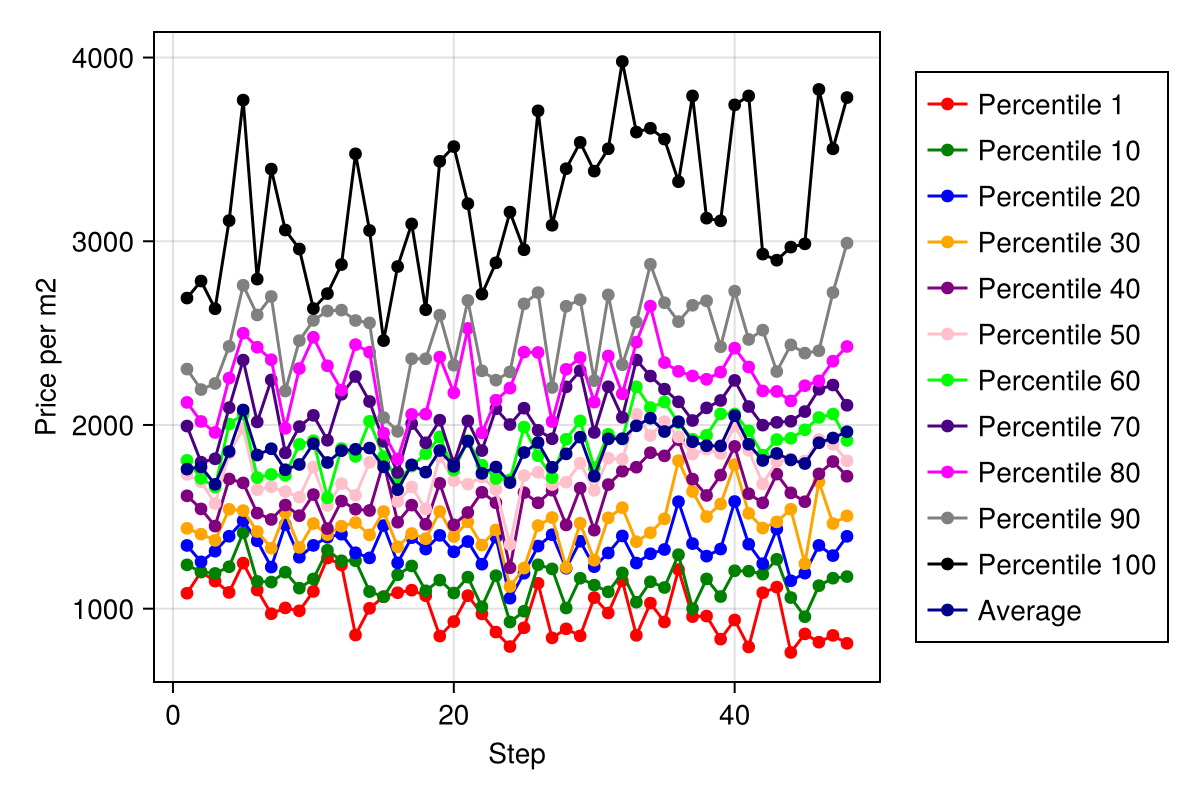 4000
3000
2000
1000
Price per m2
0 20 40
Step
Percentile 1
Percentile 10
Percentile 20
Percentile 30
Percentile 40
Percentile 50
Percentile 60
Percentile 70
Percentile 80
Percentile 90
Percentile 100
Average